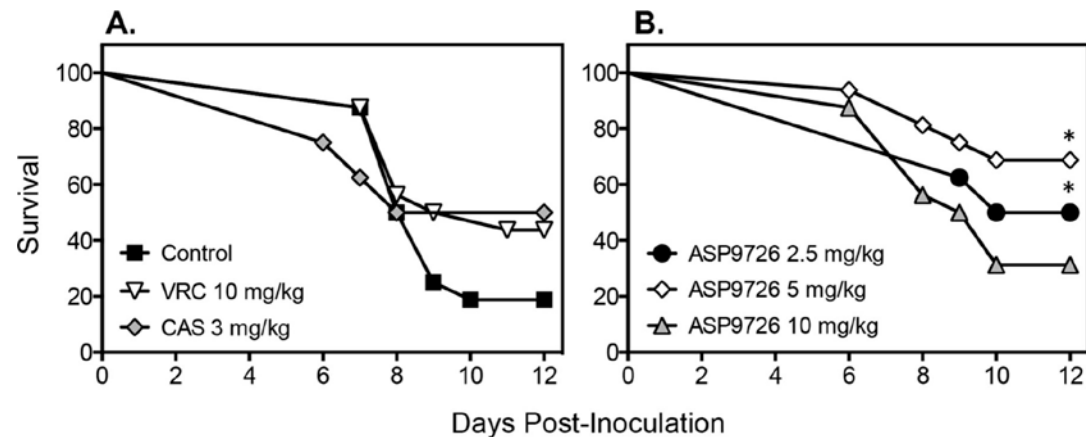 A.
100
80
60
40
20
0
Survival
Control
VRC 10 mg/kg
CAS 3 mg/kg
0 2 4 6 8 10 12
B.
100
80
60
40
20
0
*
*
ASP9726 2.5 mg/kg
ASP9726 5 mg/kg
ASP9726 10 mg/kg
0 2 4 6 8 10 12
Days Post-Inoculation